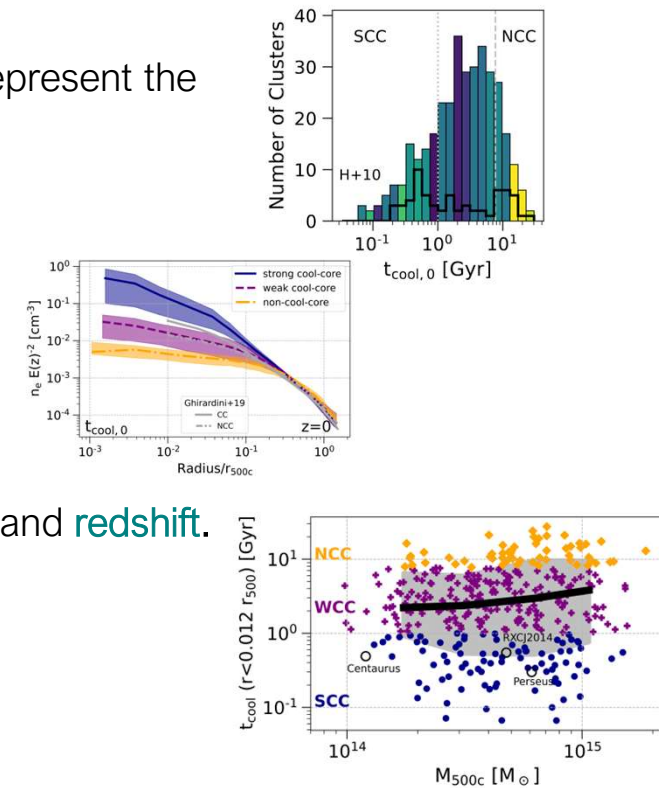 epresent the
40
30
20
10
0
Number of Clusters
SCC
NCC
H+10
10⁻¹
10⁰
10¹
t_cool, 0 [Gyr]
10⁰
10⁻¹
10⁻²
10⁻³
10⁻⁴
n_e E(z)⁻² [cm⁻³]
strong cool-core
weak cool-core
non-cool-core
Ghirardini+19
CC
NCC
t_cool, 0
z=0
10⁻³
10⁻²
10⁻¹
10⁰
Radius/r_500c
and redshift.
10¹
10⁰
10⁻¹
t_cool (r<0.012 r_500) [Gyr]
NCC
WCC
SCC
RXCJ2014
Centaurus
Perseus
10¹⁴
10¹⁵
M_500c [M_⊙]